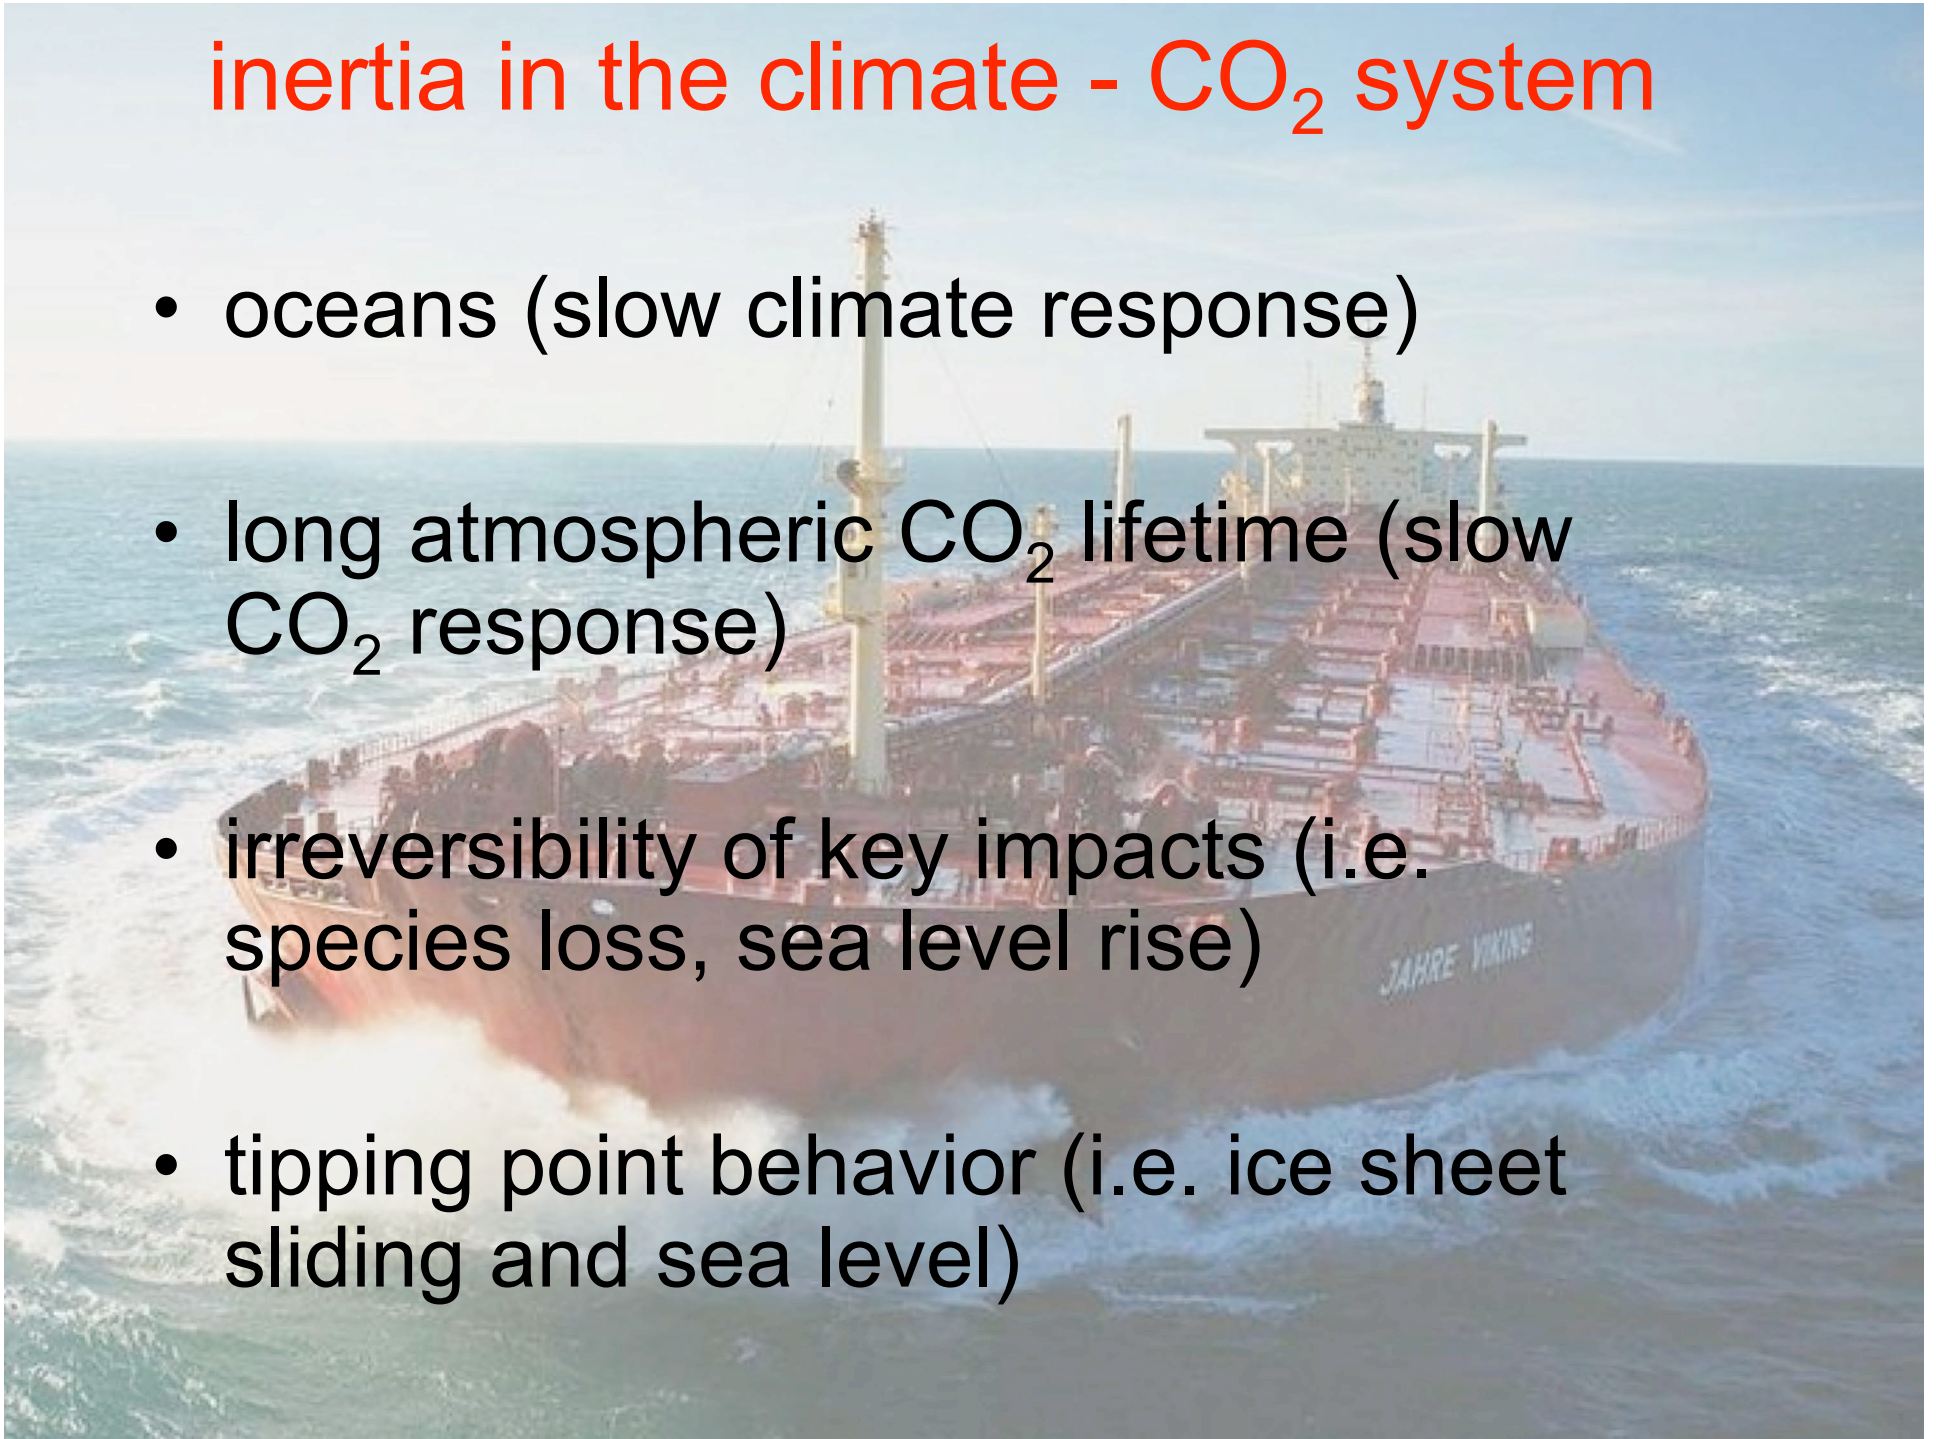 inertia in the climate - CO₂ system
• oceans (slow climate response)
• long atmospheric CO₂ lifetime (slow
CO₂ response)
• irreversibility of key impacts (i.e.
species loss, sea level rise)
JAHRE VIKING
• tipping point behavior (i.e. ice sheet
sliding and sea level)